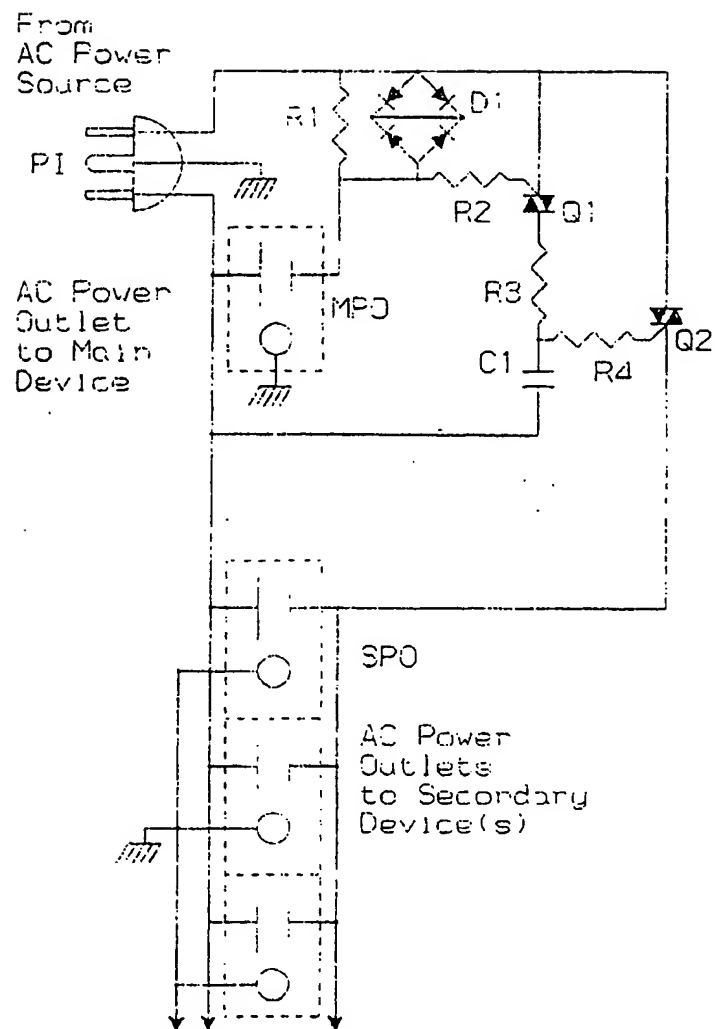 From
AC Power
Source
R1
D1
PI
R2
Q1
AC Power
Outlet
to Main
Device
MPO
R3
Q2
C1
R4
SPO
AC Power
Outlets
to Secondary
Device(s)